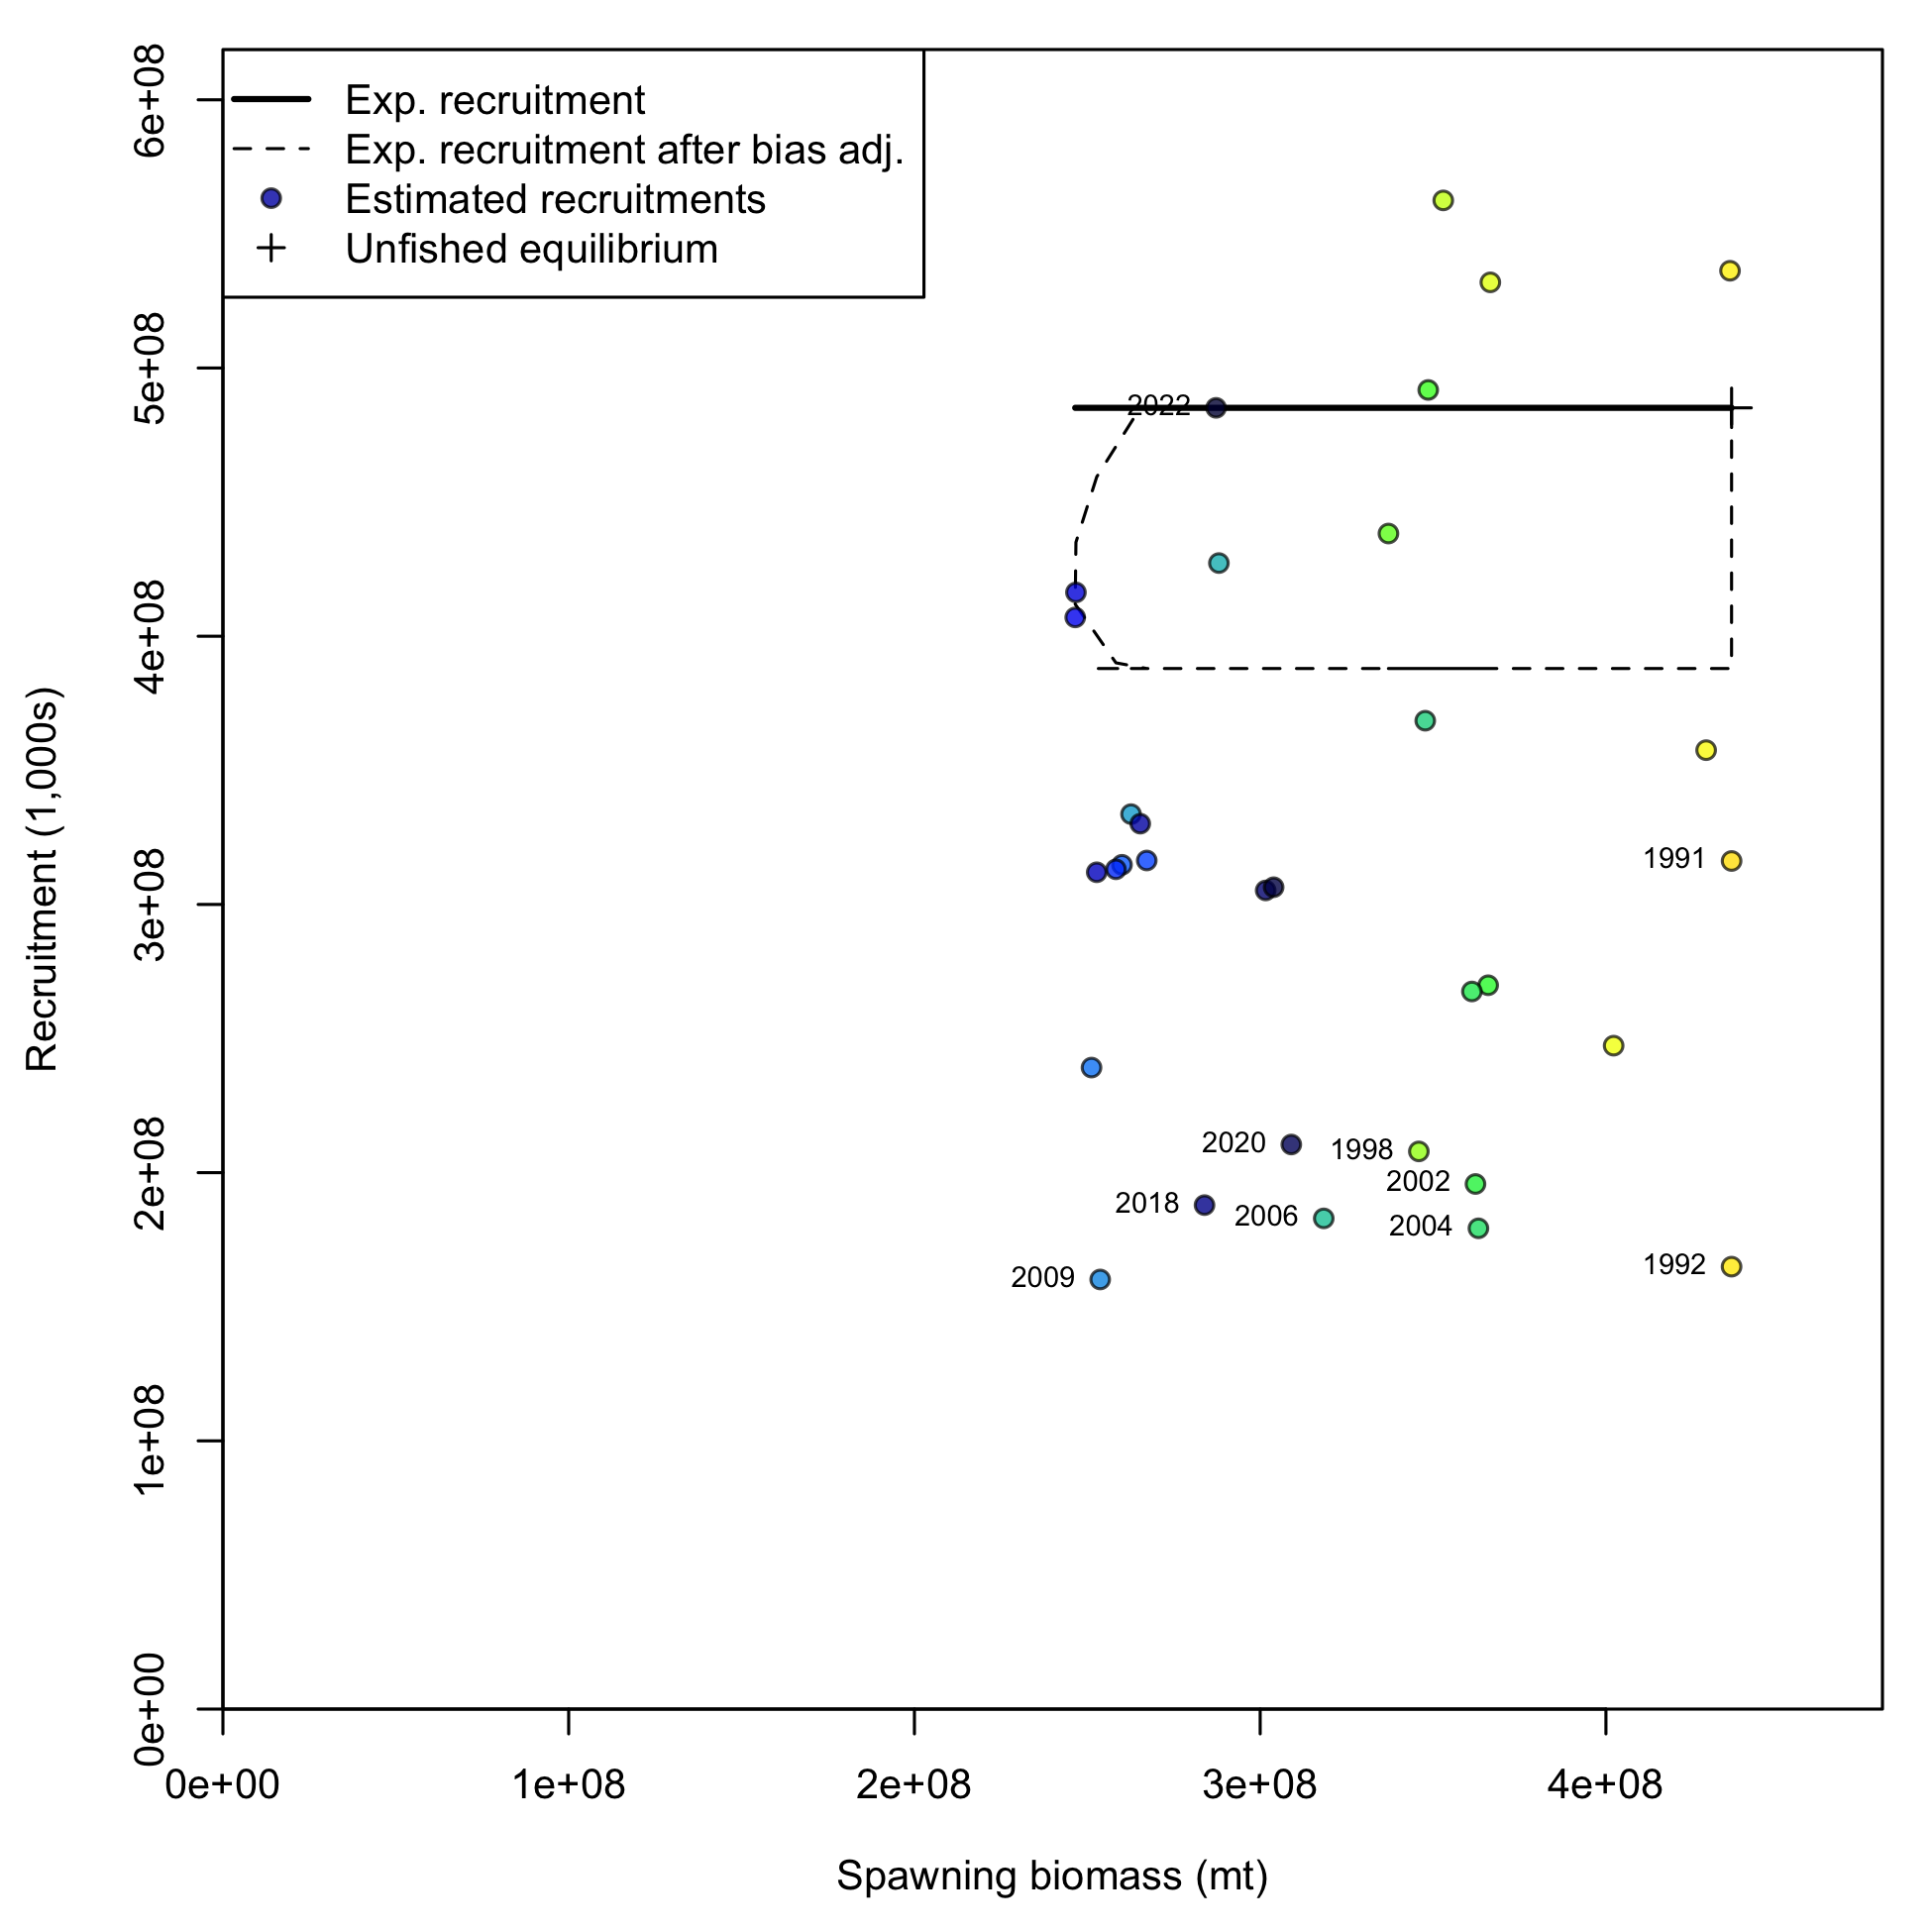 Exp. recruitment
Exp. recruitment after bias adj.
Estimated recruitments
Unfished equilibrium
6e+08
5e+08
4e+08
3e+08
2e+08
1e+08
0e+00
Recruitment (1,000s)
2022
1991
2020
1998
2002
2018
2006
2004
1992
2009
0e+00 1e+08 2e+08 3e+08 4e+08
Spawning biomass (mt)